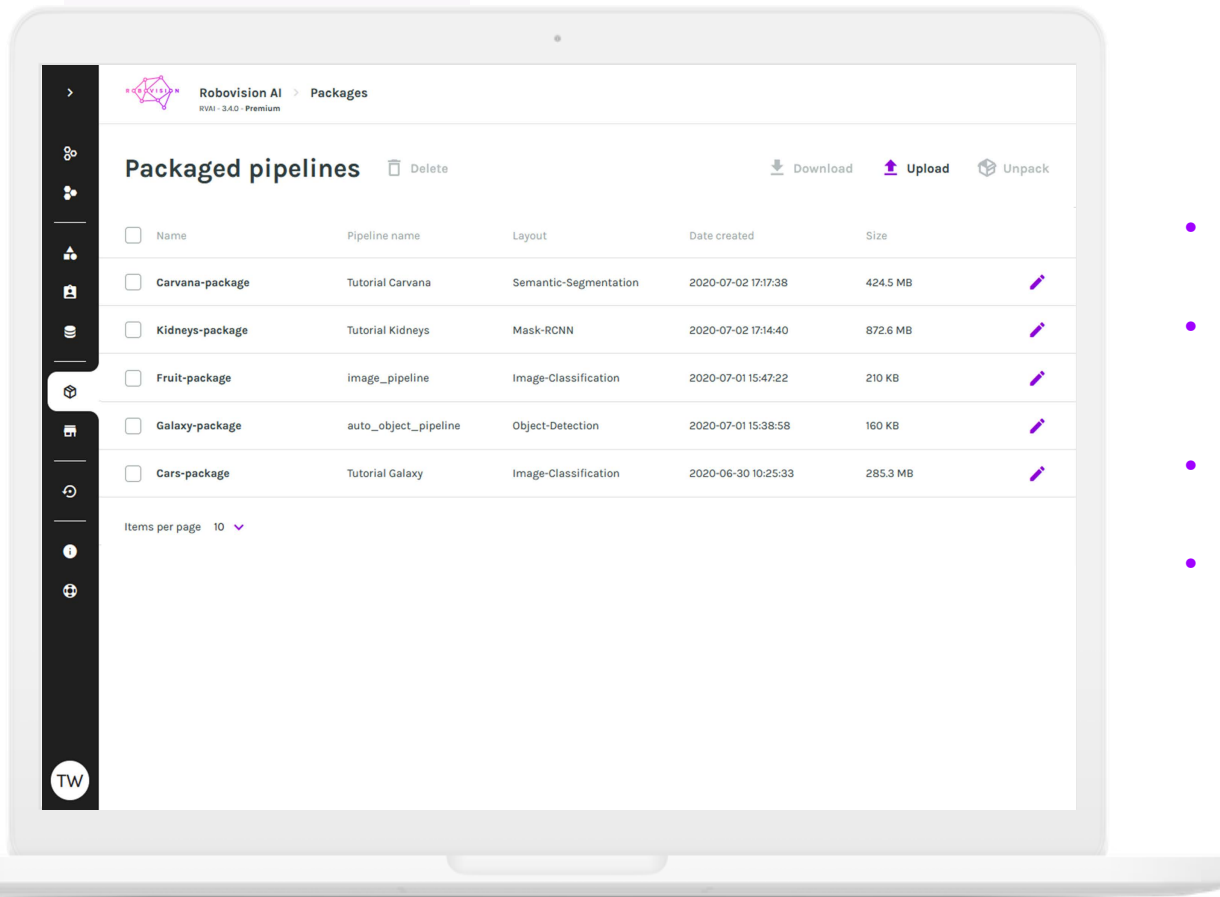 ROBOVISION
Robovision AI > Packages
RVAI - 3.4.0 - Premium
Packaged pipelines Delete Download Upload Unpack
Name Pipeline name Layout Date created Size
Carvana-package Tutorial Carvana Semantic-Segmentation 2020-07-02 17:17:38 424.5 MB
Kidneys-package Tutorial Kidneys Mask-RCNN 2020-07-02 17:14:40 872.6 MB
Fruit-package image_pipeline Image-Classification 2020-07-01 15:47:22 210 KB
Galaxy-package auto_object_pipeline Object-Detection 2020-07-01 15:38:58 160 KB
Cars-package Tutorial Galaxy Image-Classification 2020-06-30 10:25:33 285.3 MB
Items per page 10
TW